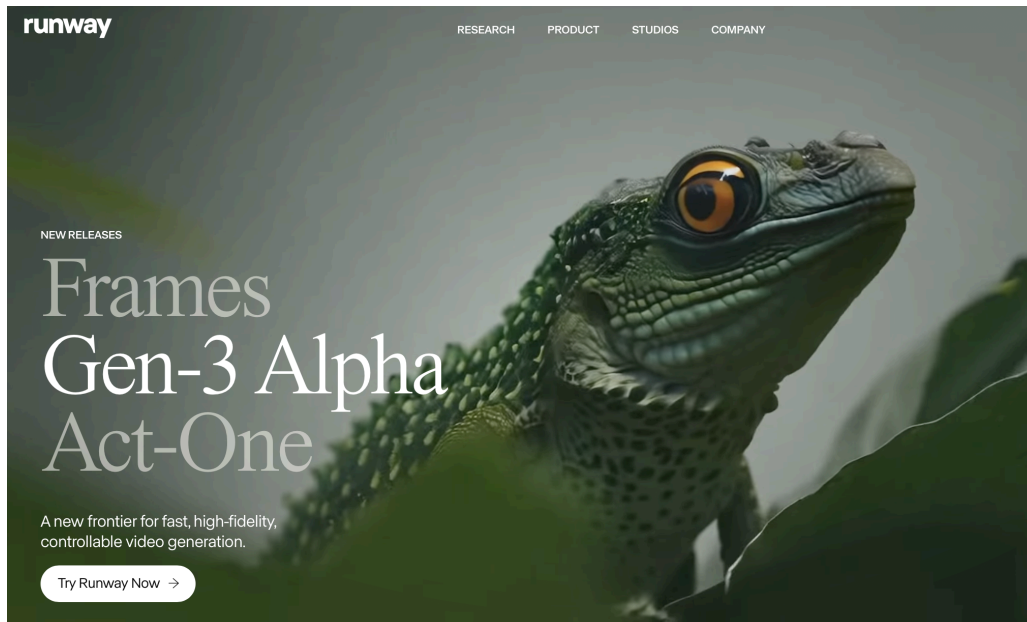 runway
RESEARCH PRODUCT STUDIOS COMPANY
NEW RELEASES
Frames
Gen-3 Alpha
Act-One
A new frontier for fast, high-fidelity,
controllable video generation.
Try Runway Now →